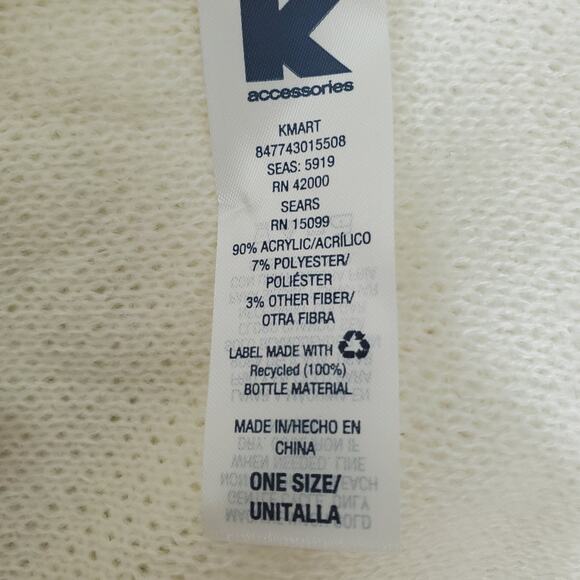 K
accessories
KMART
847743015508
SEAS: 5919
RN 42000
SEARS
RN 15099
90% ACRYLIC/ACRÍLICO
7% POLYESTER/
POLIÉSTER
3% OTHER FIBER/
OTRA FIBRA
LABEL MADE WITH
Recycled (100%)
BOTTLE MATERIAL
MADE IN/HECHO EN
CHINA
ONE SIZE/
UNITALLA